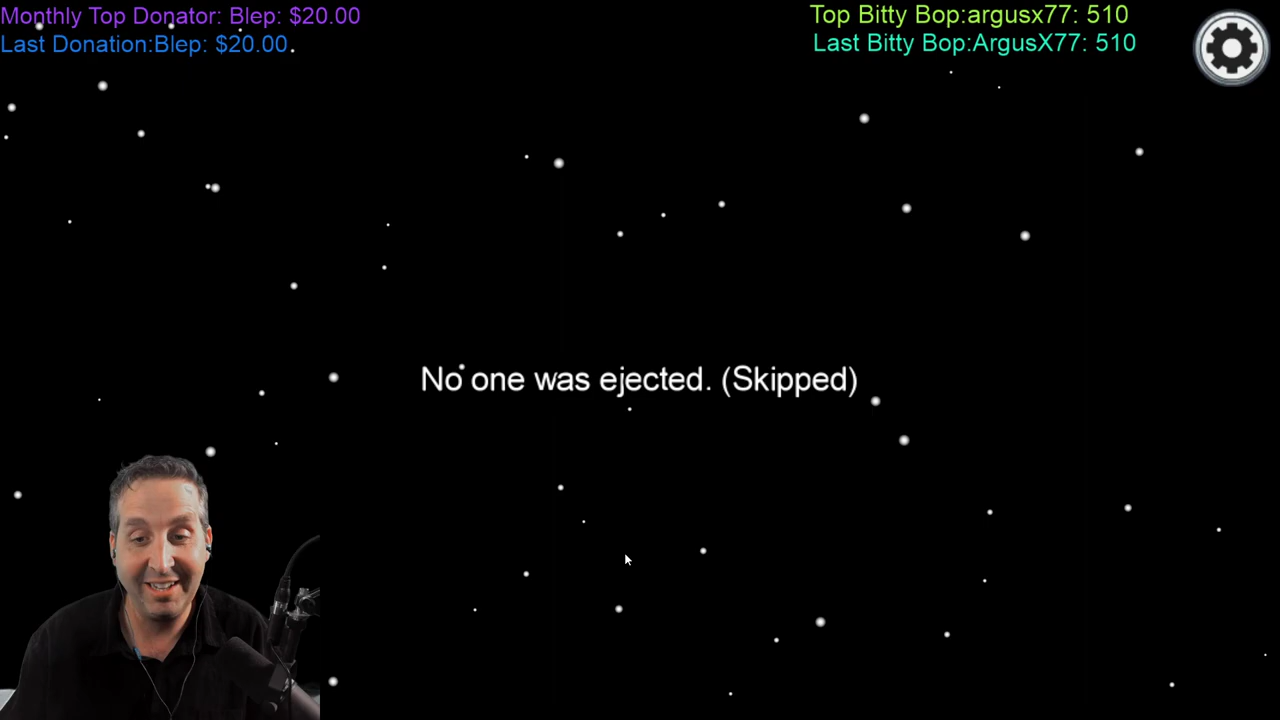 Monthly Top Donator: Blep: $20.00
Last Donation:Blep: $20.00.
Top Bitty Bop:argusx77: 510
Last Bitty Bop:ArgusX77: 510
No one was ejected. (Skipped)